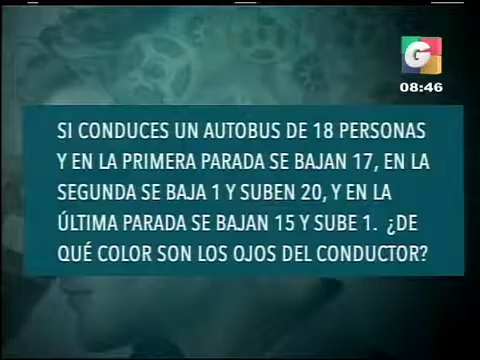 G
08:46
SI CONDUCES UN AUTOBUS DE 18 PERSONAS
Y EN LA PRIMERA PARADA SE BAJAN 17, EN LA
SEGUNDA SE BAJA 1 Y SUBEN 20, Y EN LA
ÚLTIMA PARADA SE BAJAN 15 Y SUBE 1. ¿DE
QUÉ COLOR SON LOS OJOS DEL CONDUCTOR?